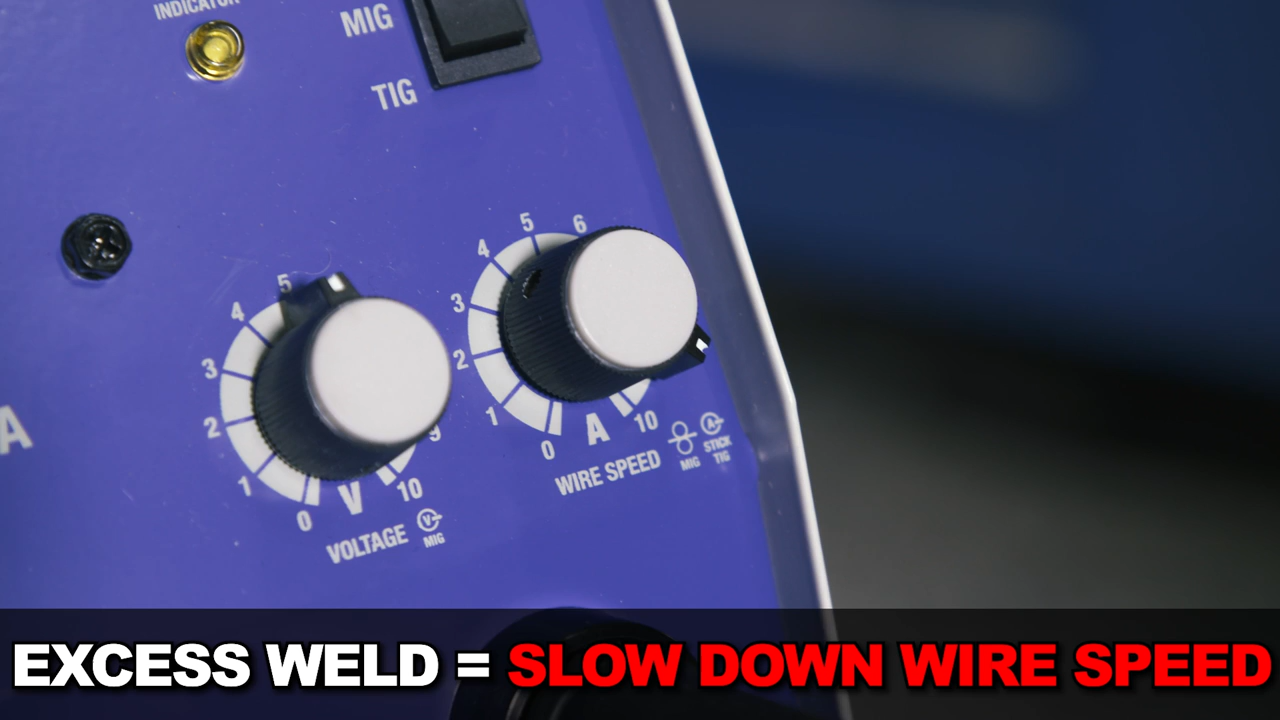 INDICATOR
MIG
TIG
A
5
4
3
2
1
0
9
10
V
VOLTAGE
V
MIG
5
6
4
3
2
1
0
10
A
WIRE SPEED
MIG
A
STICK
TIG
EXCESS WELD = SLOW DOWN WIRE SPEED